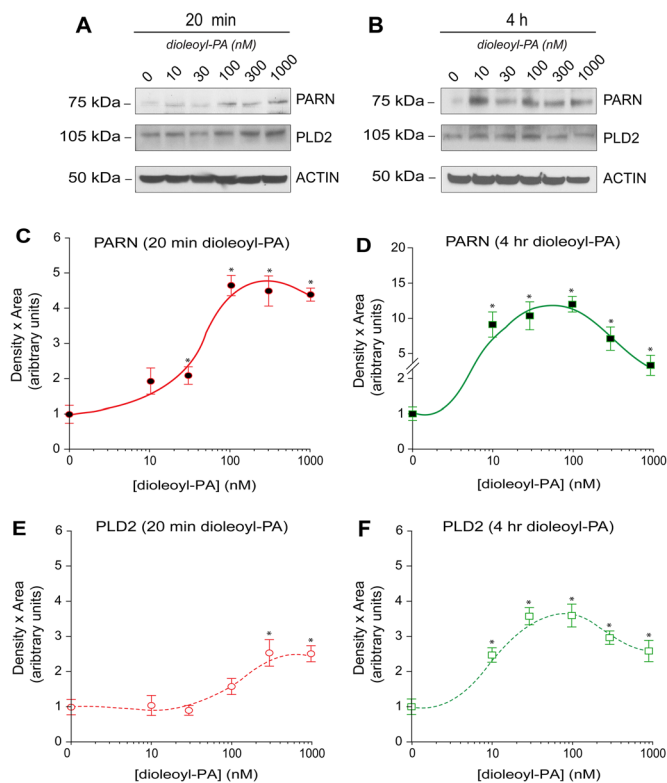 A
20 min
dioleoyl-PA (nM)
0 10 30 100 300 1000
75 kDa PARN
105 kDa PLD2
50 kDa ACTIN
B
4 h
dioleoyl-PA (nM)
0 10 30 100 300 1000
75 kDa PARN
105 kDa PLD2
50 kDa ACTIN
C
PARN (20 min dioleoyl-PA)
Density x Area
(aribtrary units)
6
5
4
3
2
1
0
* * * *
0 10 100 1000
[dioleoyl-PA] (nM)
D
PARN (4 hr dioleoyl-PA)
Density x Area
(aribtrary units)
20
15
10
2
1
0
* * * * *
0 10 100 1000
[dioleoyl-PA] (nM)
E
PLD2 (20 min dioleoyl-PA)
Density x Area
(aribtrary units)
6
5
4
3
2
1
0
* *
0 10 100 1000
[dioleoyl-PA] (nM)
F
PLD2 (4 hr dioleoyl-PA)
Density x Area
(aribtrary units)
6
5
4
3
2
1
0
* * * * *
0 10 100 1000
[dioleoyl-PA] (nM)